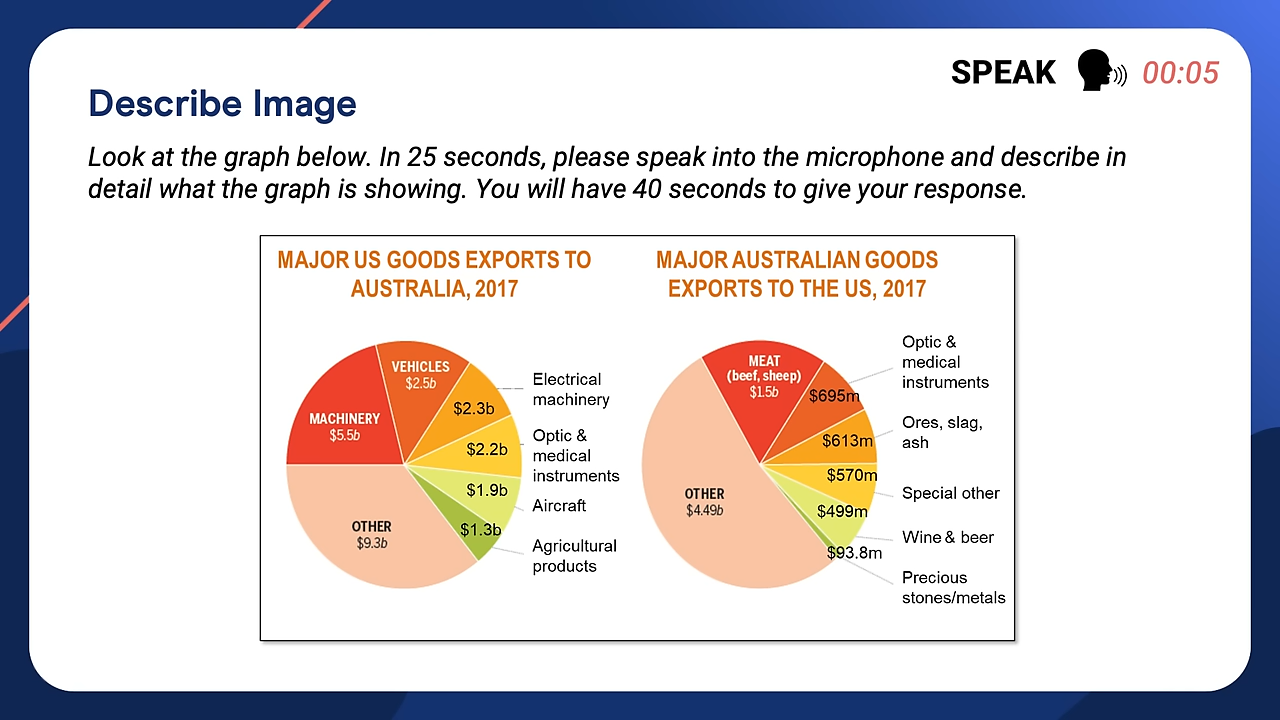 SPEAK 00:05
Describe Image
Look at the graph below. In 25 seconds, please speak into the microphone and describe in
detail what the graph is showing. You will have 40 seconds to give your response.
MAJOR US GOODS EXPORTS TO
AUSTRALIA, 2017
VEHICLES
$2.5b
MACHINERY
$5.5b
$2.3b
Electrical
machinery
$2.2b
Optic &
medical
instruments
$1.9b
Aircraft
$1.3b
Agricultural
products
OTHER
$9.3b
MAJOR AUSTRALIAN GOODS
EXPORTS TO THE US, 2017
MEAT
(beef, sheep)
$1.5b
$695m
Optic &
medical
instruments
$613m
Ores, slag,
ash
$570m
Special other
$499m
Wine & beer
$93.8m
Precious
stones/metals
OTHER
$4.49b